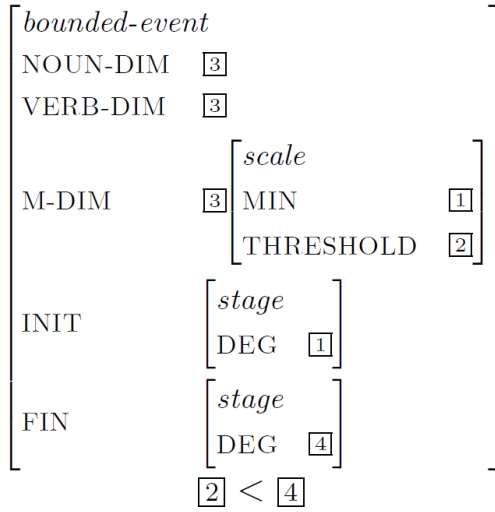 bounded-event
NOUN-DIM 3
VERB-DIM 3
scale
M-DIM 3 MIN 1
THRESHOLD 2
stage
INIT
DEG 1
stage
FIN
DEG 4
2 < 4